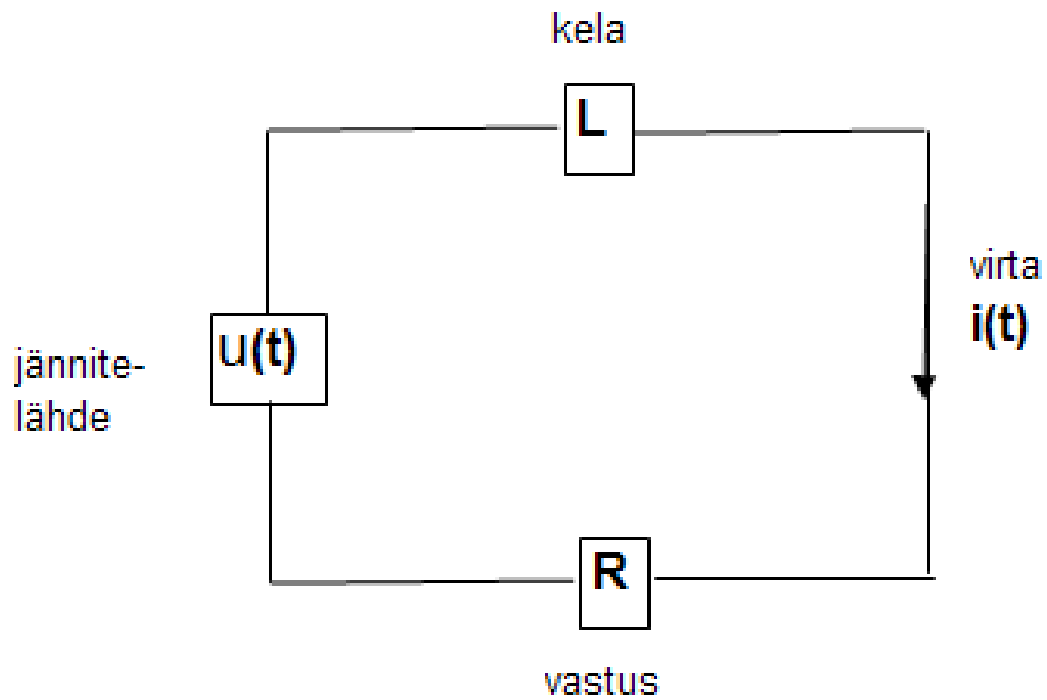 kela
L
virta
i(t)
u(t)
jännite-
lähde
R
vastus